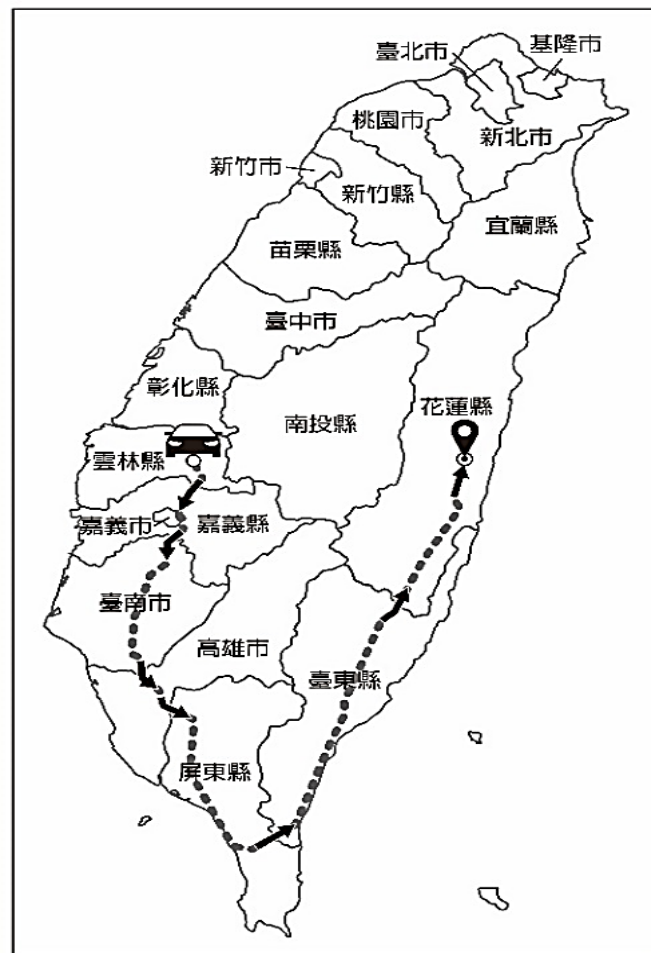 基隆市
臺北市
桃園市
新北市
新竹市
新竹縣
宜蘭縣
苗栗縣
臺中市
彰化縣
花蓮縣
南投縣
雲林縣
嘉義市
嘉義縣
臺南市
高雄市
臺東縣
屏東縣